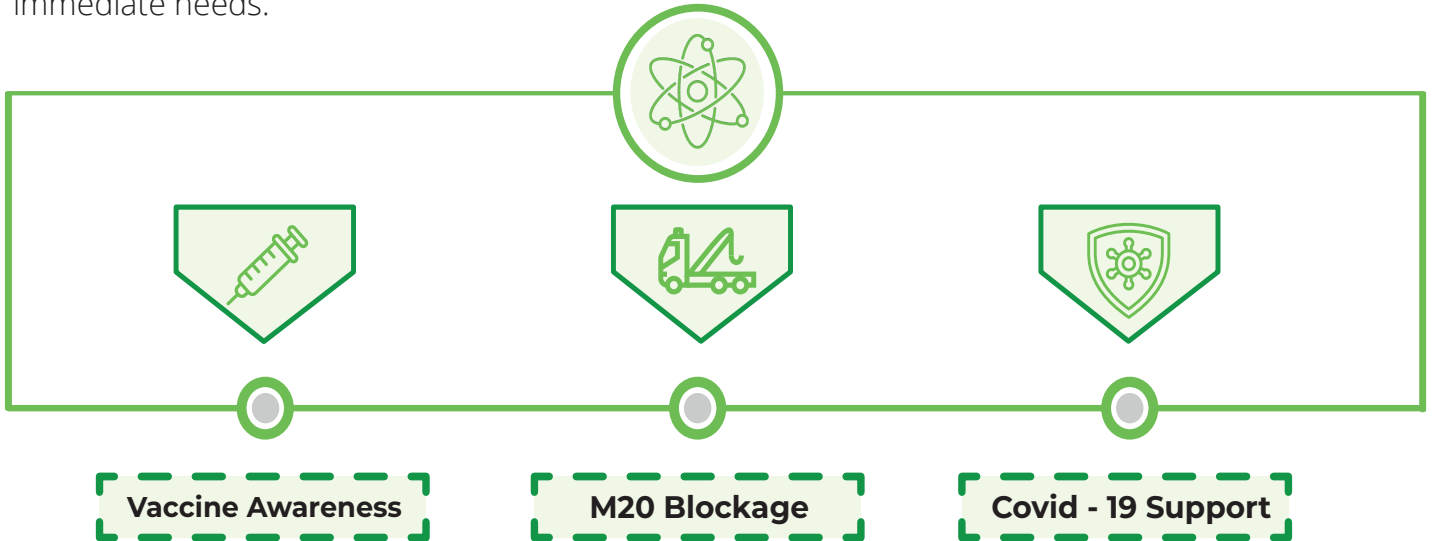 immediate needs.
Vaccine Awareness
M20 Blockage
Covid - 19 Support